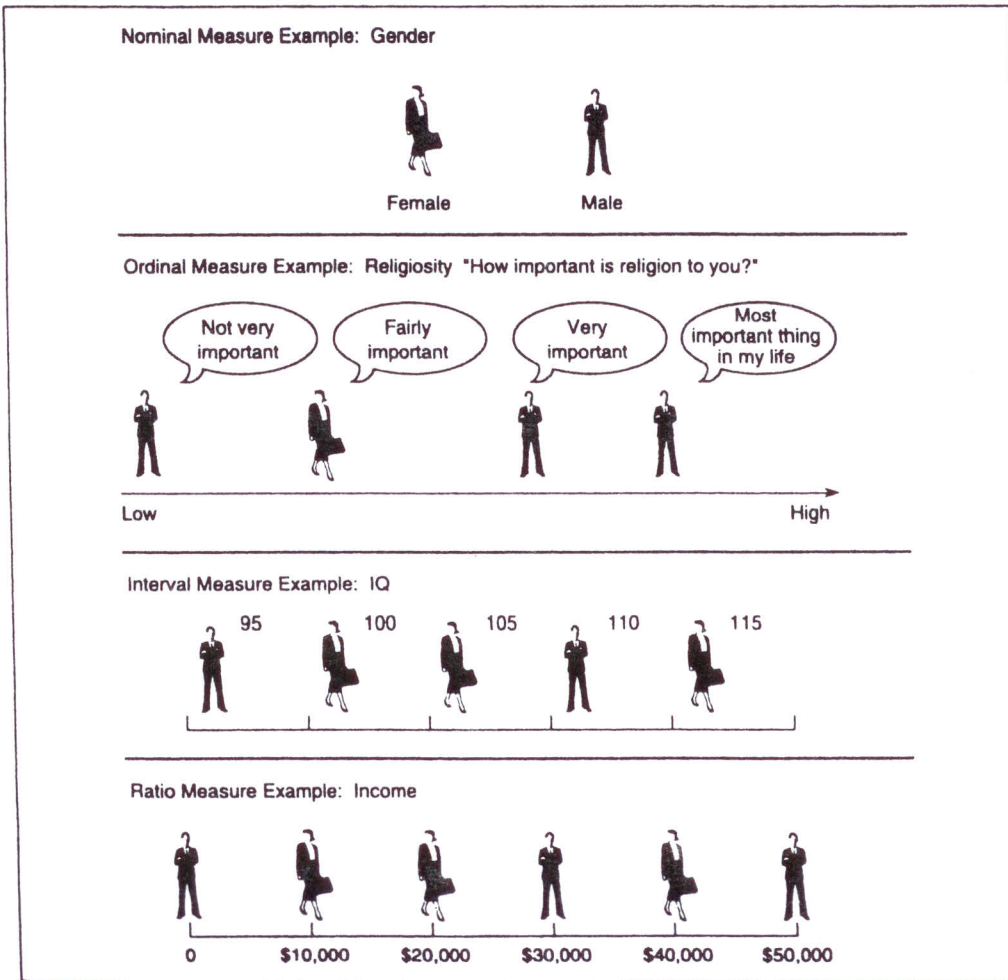 Nominal Measure Example: Gender
Female Male
Ordinal Measure Example: Religiosity "How important is religion to you?"
Not very
important
Fairly
important
Very
important
Most
important thing
in my life
Low High
Interval Measure Example: IQ
95 100 105 110 115
Ratio Measure Example: Income
0 $10,000 $20,000 $30,000 $40,000 $50,000